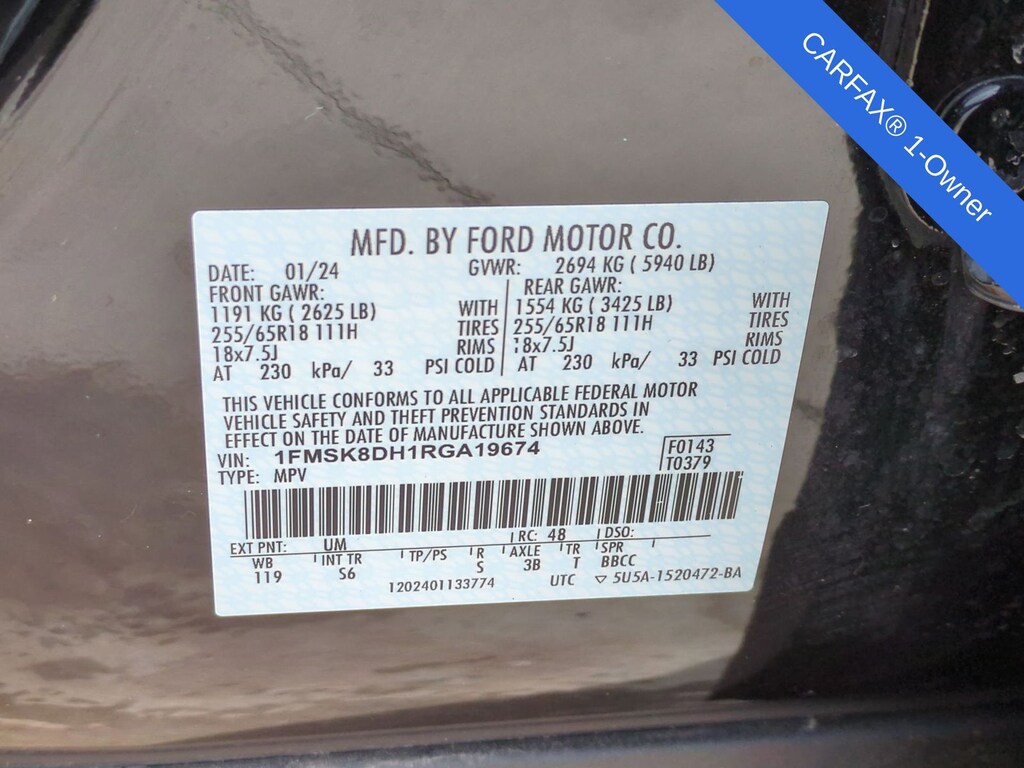 CARFAX® 1-Owner
MFD. BY FORD MOTOR CO.
DATE: 01/24 GVWR: 2694 KG ( 5940 LB)
FRONT GAWR: REAR GAWR:
1191 KG ( 2625 LB) WITH 1554 KG ( 3425 LB) WITH
255/65R18 111H TIRES 255/65R18 111H TIRES
18x7.5J RIMS 18x7.5J RIMS
AT 230 kPa/ 33 PSI COLD AT 230 kPa/ 33 PSI COLD
THIS VEHICLE CONFORMS TO ALL APPLICABLE FEDERAL MOTOR
VEHICLE SAFETY AND THEFT PREVENTION STANDARDS IN
EFFECT ON THE DATE OF MANUFACTURE SHOWN ABOVE.
VIN: 1FMSK8DH1RGA19674 F0143
TYPE: MPV T0379
EXT PNT: UM RC: 48 DSO:
WB INT TR TP/PS R AXLE TR SPR
119 S6 S 3B T BBCC
1202401133774 UTC ▽ 5U5A-1520472-BA